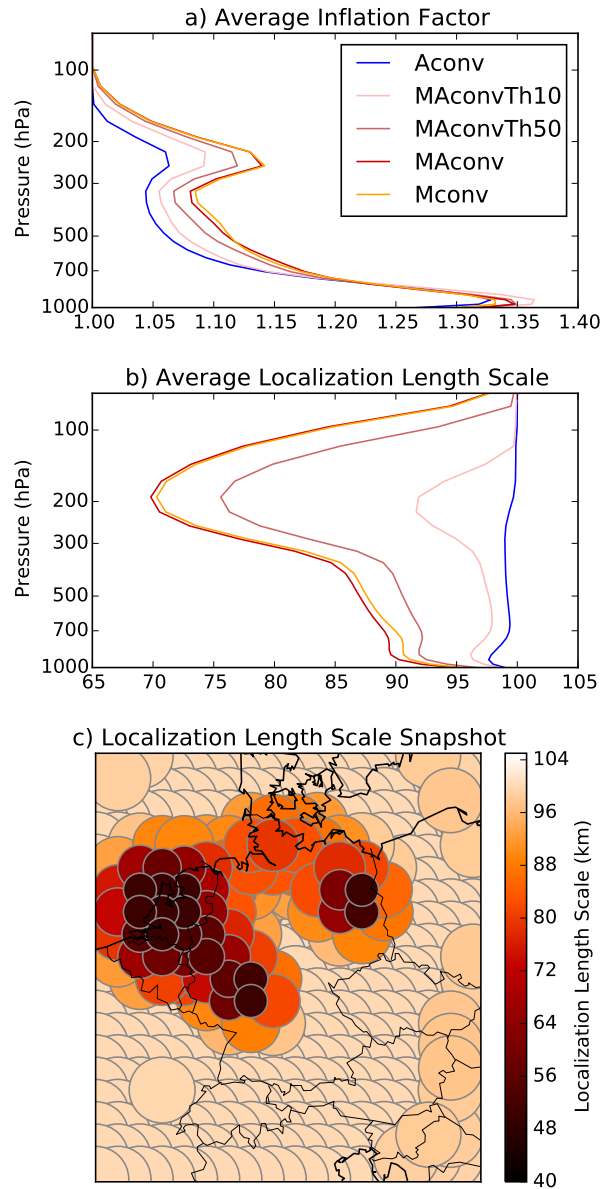 a) Average Inflation Factor
Pressure (hPa)
100
200
300
500
700
1000
Aconv
MAconvTh10
MAconvTh50
MAconv
Mconv
1.00 1.05 1.10 1.15 1.20 1.25 1.30 1.35 1.40
b) Average Localization Length Scale
Pressure (hPa)
100
200
300
500
700
1000
65 70 75 80 85 90 95 100 105
c) Localization Length Scale Snapshot
104
96
88
80
72
64
56
48
40
Localization Length Scale (km)